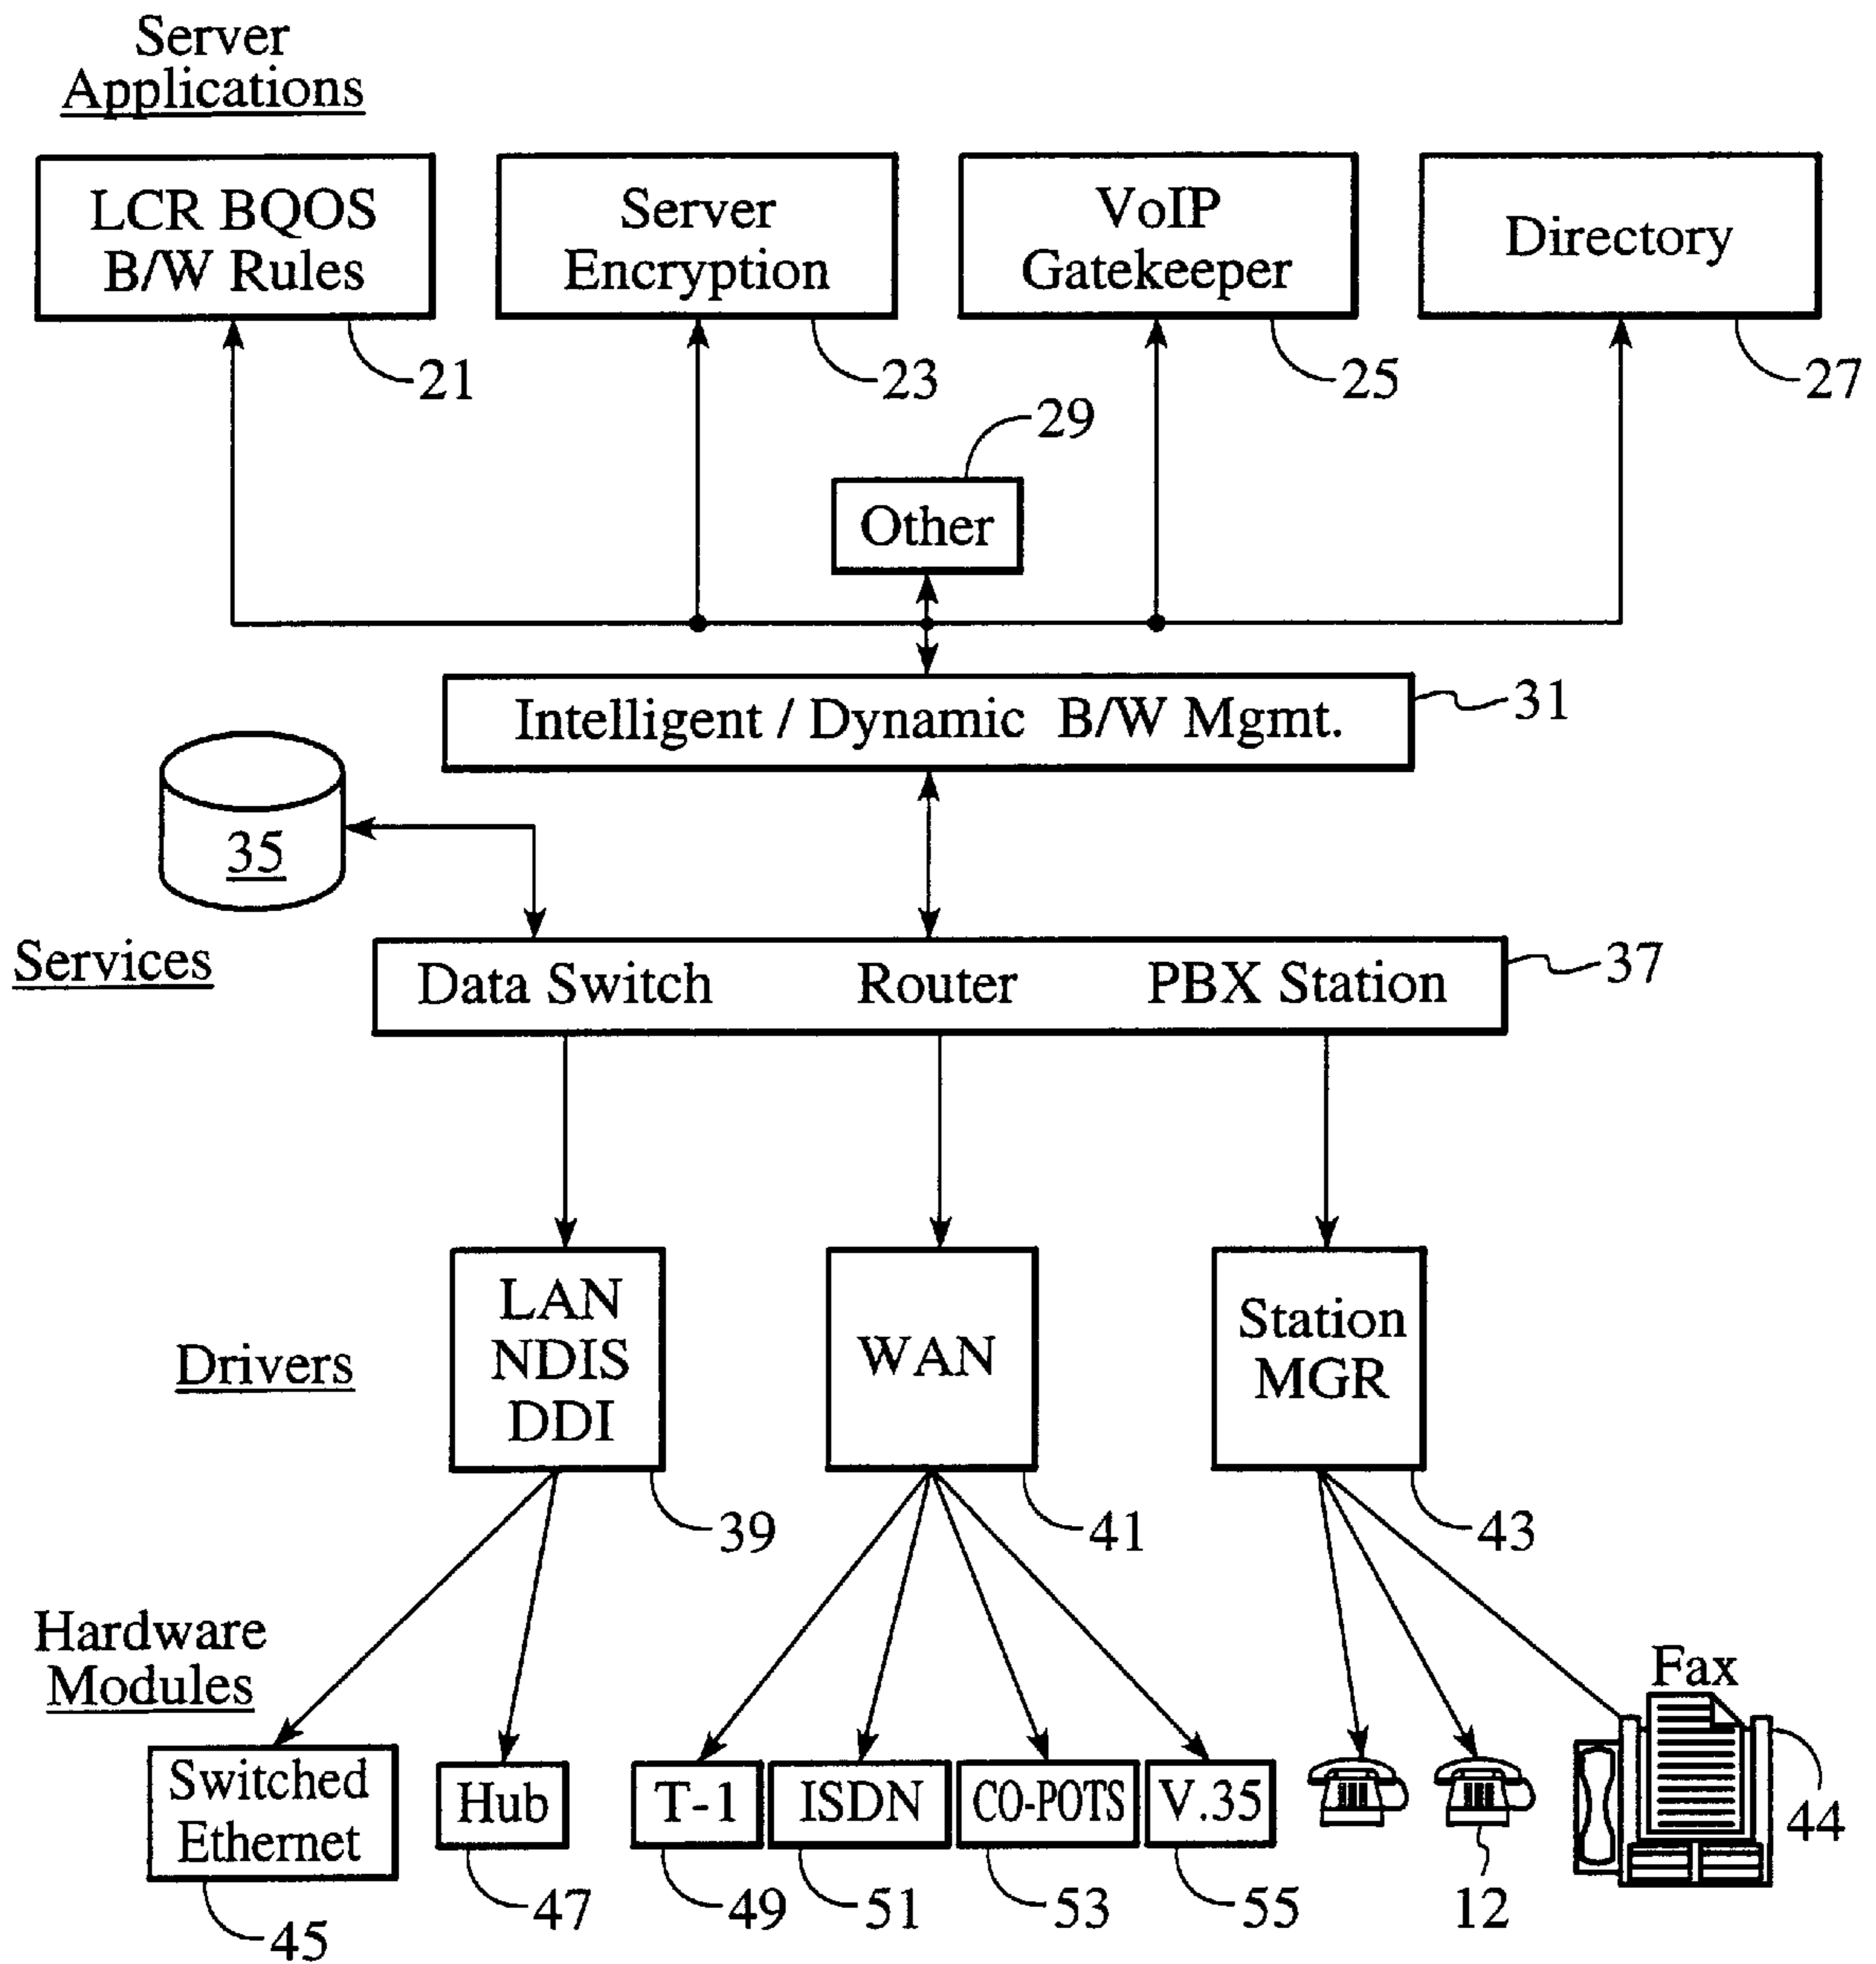 Server
Applications
LCR BQOS
B/W Rules
Server
Encryption
VoIP
Gatekeeper
Directory
21
23
25
27
29
Other
Intelligent / Dynamic B/W Mgmt.
31
35
Services
Data Switch Router PBX Station
37
Drivers
LAN
NDIS
DDI
WAN
Station
MGR
39
41
43
Hardware
Modules
Fax
Switched
Ethernet
Hub
T-1
ISDN
CO-POTS
V.35
44
45
47
49
51
53
55
12